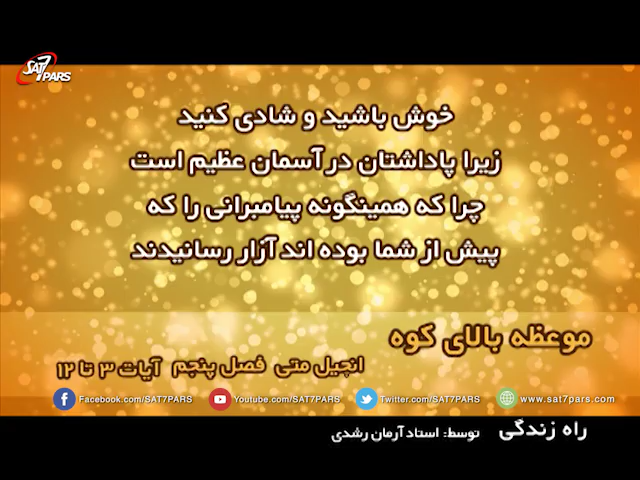 SAT7 PARS
خوش باشید و شادی کنید
زیرا پاداشتان در آسمان عظیم است
چرا که همینگونه پیامبرانی را که
پیش از شما بوده اند آزار رسانیدند
موعظه بالای کوه
انجیل متی فصل پنجم آیات ۳ تا ۱۲
Facebook.com/SAT7PARS Youtube.com/SAT7PARS Twitter.com/SAT7PARS www.sat7pars.com
راه زندگی توسط: استاد آرمان رشدی